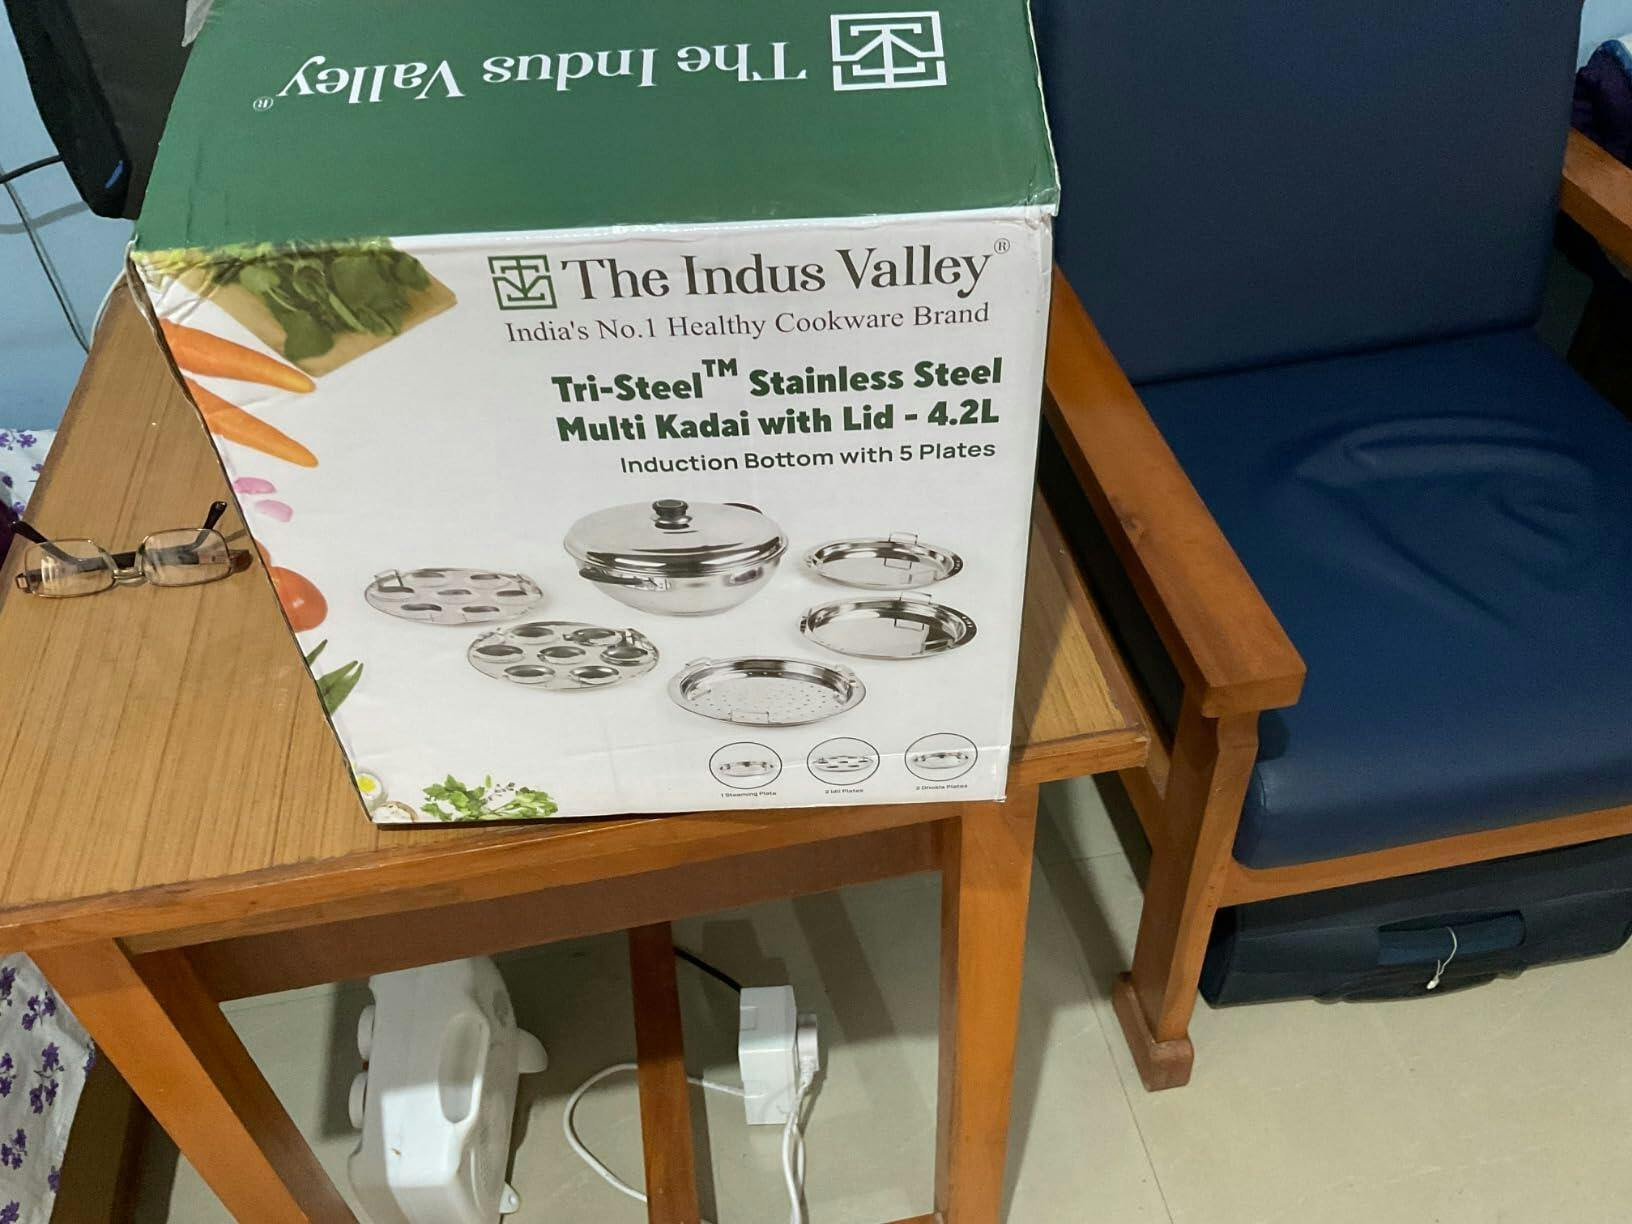 The Indus Valley®
The Indus Valley®
India's No.1 Healthy Cookware Brand
Tri-Steel™ Stainless Steel
Multi Kadai with Lid - 4.2L
Induction Bottom with 5 Plates
1 Steaming Plate 2 Idli Plates 2 Dhokla Plates